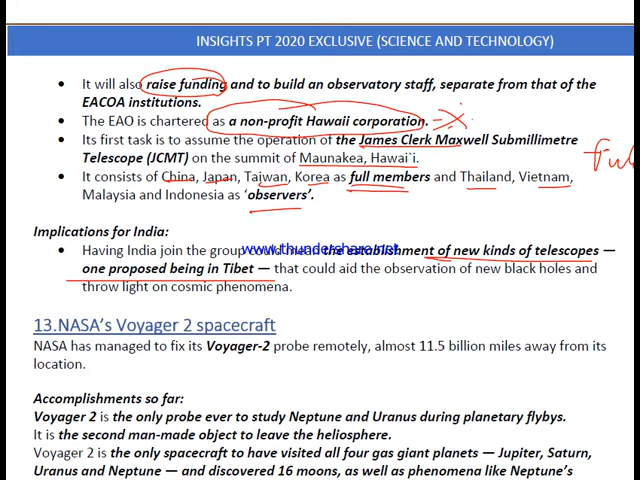 INSIGHTS PT 2020 EXCLUSIVE (SCIENCE AND TECHNOLOGY)
• It will also raise funding and to build an observatory staff, separate from that of the
EACOA institutions.
• The EAO is chartered as a non-profit Hawaii corporation.
• Its first task is to assume the operation of the James Clerk Maxwell Submillimetre
Telescope (JCMT) on the summit of Maunakea, Hawai`i.
• It consists of China, Japan, Taiwan, Korea as full members and Thailand, Vietnam,
Malaysia and Indonesia as ‘observers’.
Implications for India:
• Having India join the group could mean the establishment of new kinds of telescopes —
www.thundershare.net
one proposed being in Tibet — that could aid the observation of new black holes and
throw light on cosmic phenomena.
13.NASA’s Voyager 2 spacecraft
NASA has managed to fix its Voyager-2 probe remotely, almost 11.5 billion miles away from its
location.
Accomplishments so far:
Voyager 2 is the only probe ever to study Neptune and Uranus during planetary flybys.
It is the second man-made object to leave the heliosphere.
Voyager 2 is the only spacecraft to have visited all four gas giant planets — Jupiter, Saturn,
Uranus and Neptune — and discovered 16 moons, as well as phenomena like Neptune’s